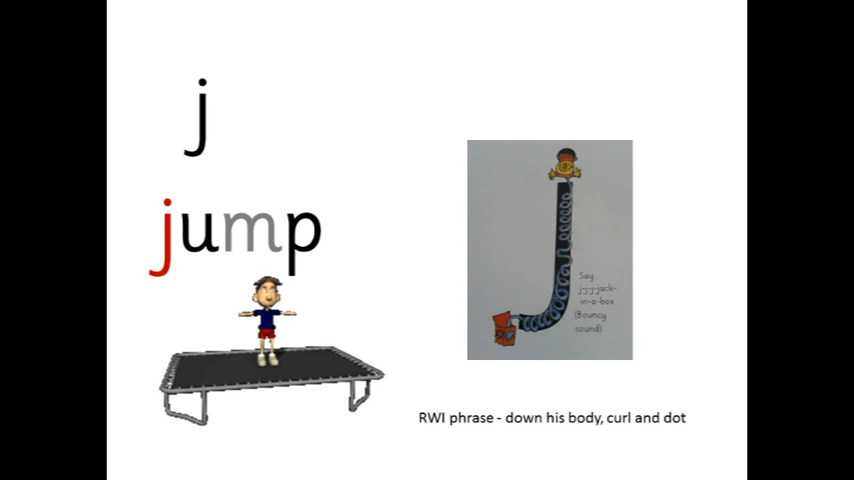 j
jump
Say:
j-j-j-jack-
in-a-box
(Bouncy
sound)
RWI phrase - down his body, curl and dot